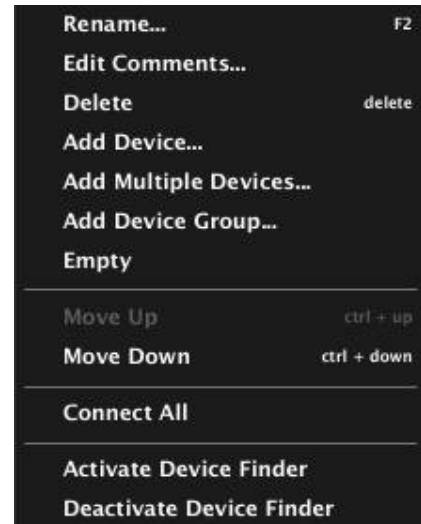 Rename... F2
Edit Comments...
Delete delete
Add Device...
Add Multiple Devices...
Add Device Group...
Empty
Move Up ctrl + up
Move Down ctrl + down
Connect All
Activate Device Finder
Deactivate Device Finder